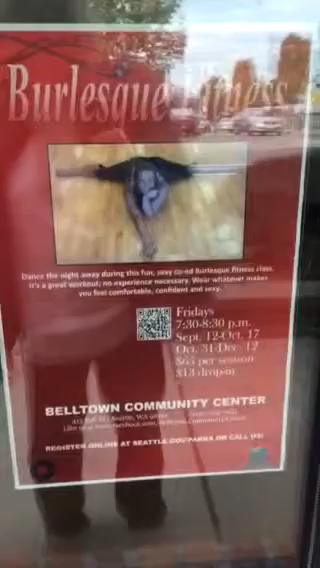 Burlesque Fitness
Dance the night away during this fun, sexy co-ed Burlesque fitness class.
It's a great workout; no experience necessary. Wear whatever makes
you feel comfortable, confident and sexy.
Fridays
7:30-8:30 p.m.
Sept. 12-Oct. 17
Oct. 31-Dec. 12
$65 per season
$13 drop-in
BELLTOWN COMMUNITY CENTER
Seattle, WA
REGISTER ONLINE AT SEATTLE.GOV/PARKS OR CALL